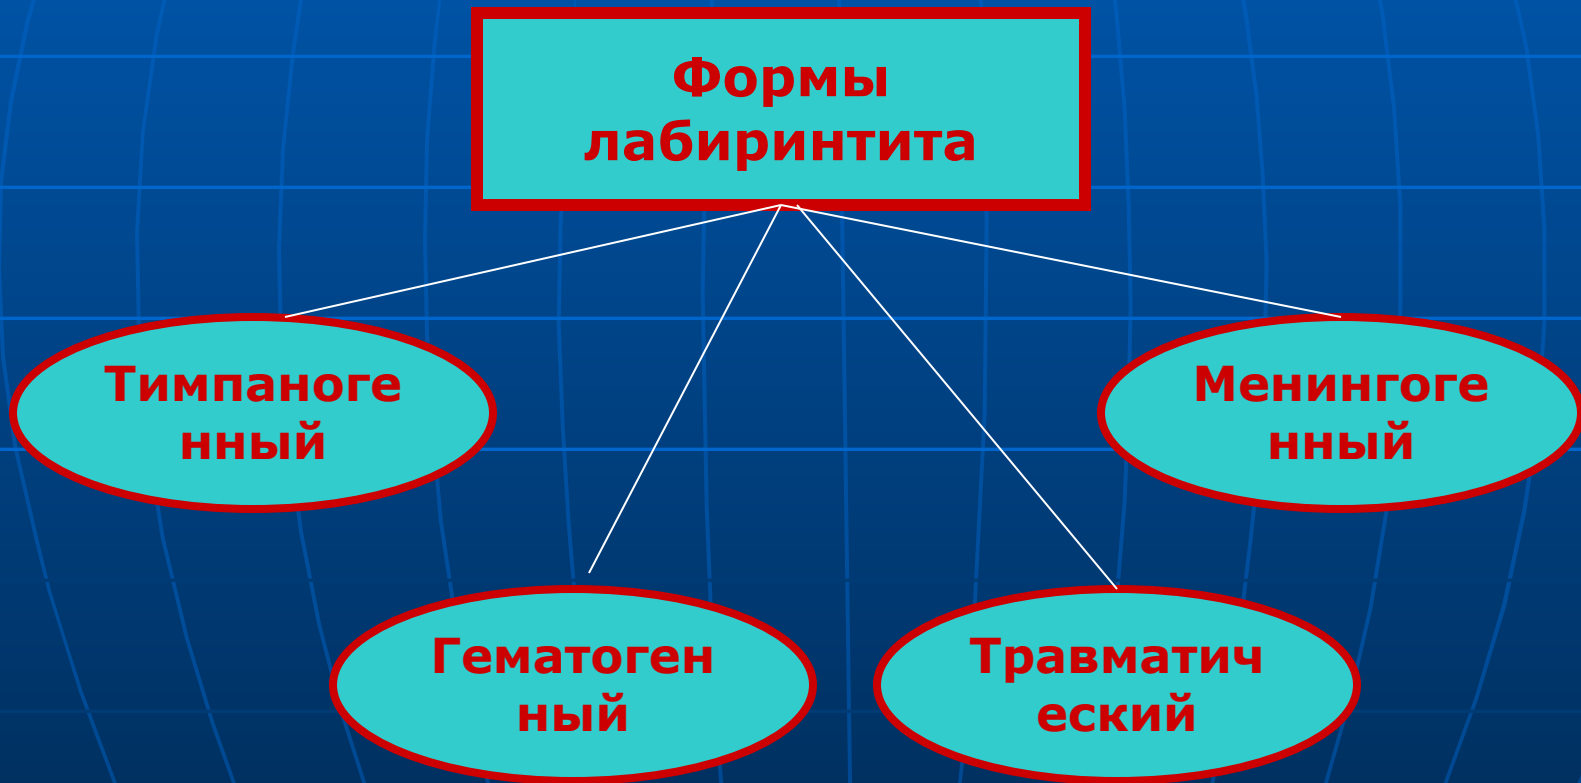 Формы
лабиринтита
Тимпаноге
нный
Менингоге
нный
Гематоген
ный
Травматич
еский